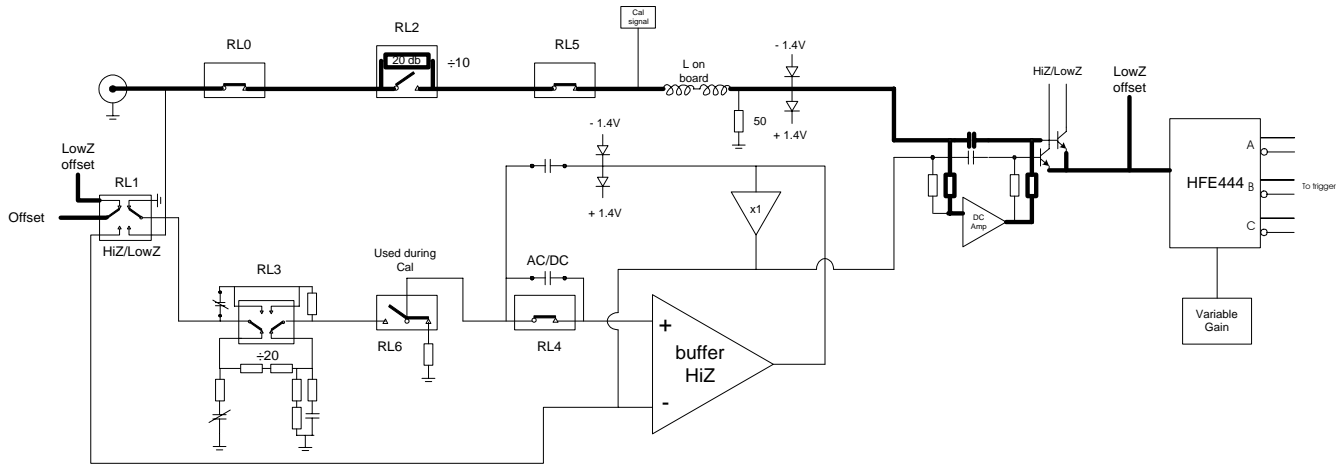 Cal
signal
RL0
RL2
20 db
÷10
RL5
L on
board
- 1.4V
+ 1.4V
50
HiZ/LowZ
LowZ
offset
HFE444
A
B
C
To trigger
Variable
Gain
DC
Amp
LowZ
offset
RL1
Offset
HiZ/LowZ
- 1.4V
+ 1.4V
x1
RL3
÷20
Used during
Cal
RL6
AC/DC
RL4
+
buffer
HiZ
-